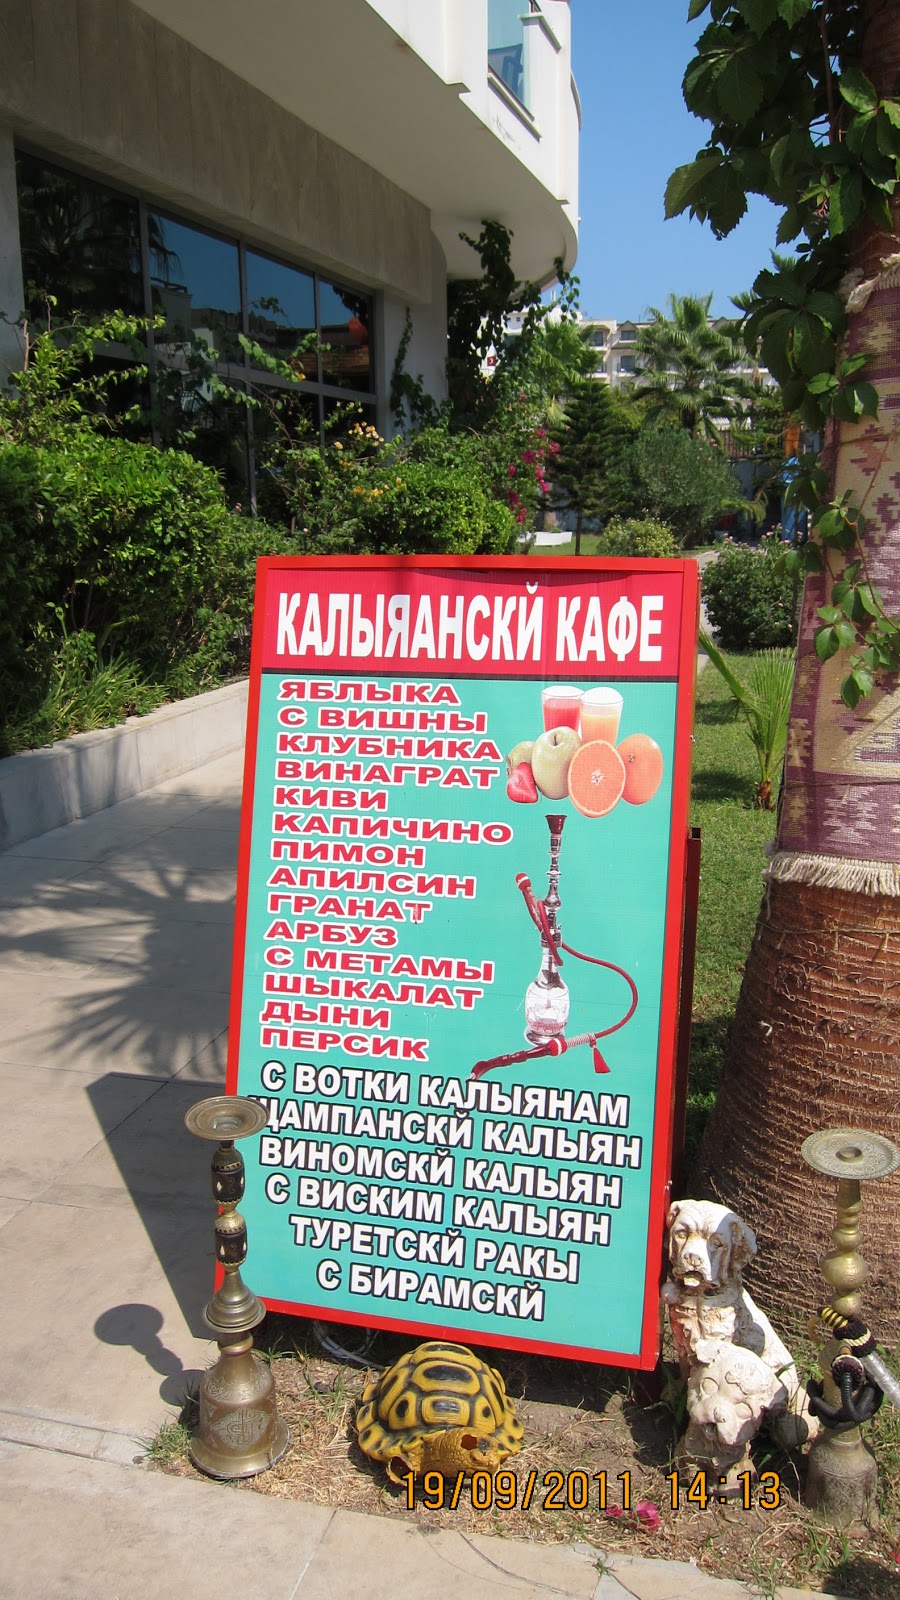 КАЛЫЯАНСКЙ КАФЕ
ЯБЛЫКА
С ВИШНЫ
КЛУБНИКА
ВИНАГРАТ
КИВИ
КАПИЧИНО
ПИМОН
АПИЛСИН
ГРАНАТ
АРБУЗ
С МЕТАМЫ
ШЫКАЛАТ
ДЫНИ
ПЕРСИК
С ВОТКИ КАЛЫЯНАМ
ЩАМПАНСКЙ КАЛЫЯН
ВИНОМСКЙ КАЛЫЯН
С ВИСКИМ КАЛЫЯН
ТУРЕТСКЙ РАКЫ
С БИРАМСКЙ
19/09/2011 14:13